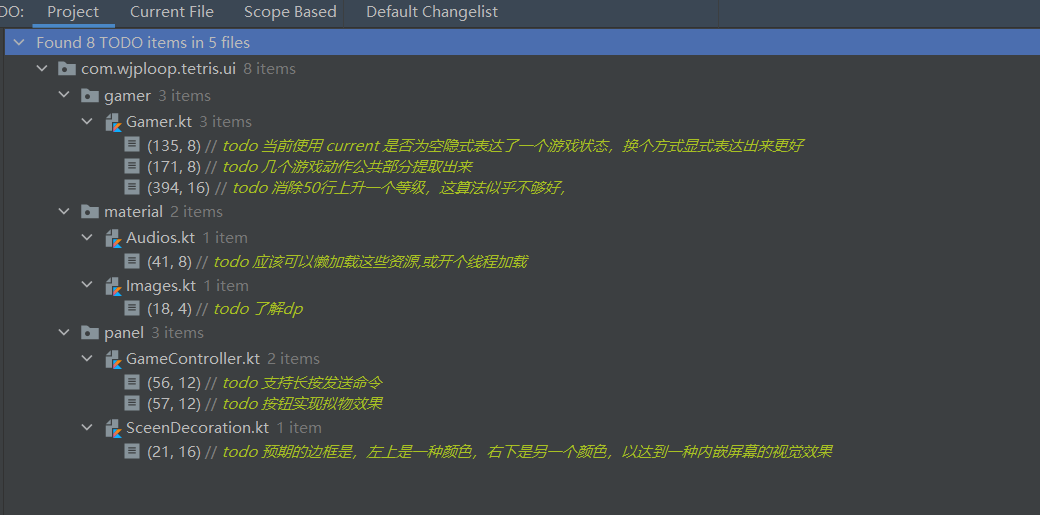 DO: Project Current File Scope Based Default Changelist
Found 8 TODO items in 5 files
com.wjploop.tetris.ui 8 items
gamer 3 items
Gamer.kt 3 items
(135, 8) // todo 当前使用 current 是否为空隐式表达了一个游戏状态，换个方式显式表达出来更好
(171, 8) // todo 几个游戏动作公共部分提取出来
(394, 16) // todo 消除50行上升一个等级，这算法似乎不够好，
material 2 items
Audios.kt 1 item
(41, 8) // todo 应该可以懒加载这些资源,或开个线程加载
Images.kt 1 item
(18, 4) // todo 了解dp
panel 3 items
GameController.kt 2 items
(56, 12) // todo 支持长按发送命令
(57, 12) // todo 按钮实现拟物效果
SceenDecoration.kt 1 item
(21, 16) // todo 预期的边框是，左上是一种颜色，右下是另一个颜色，以达到一种内嵌屏幕的视觉效果